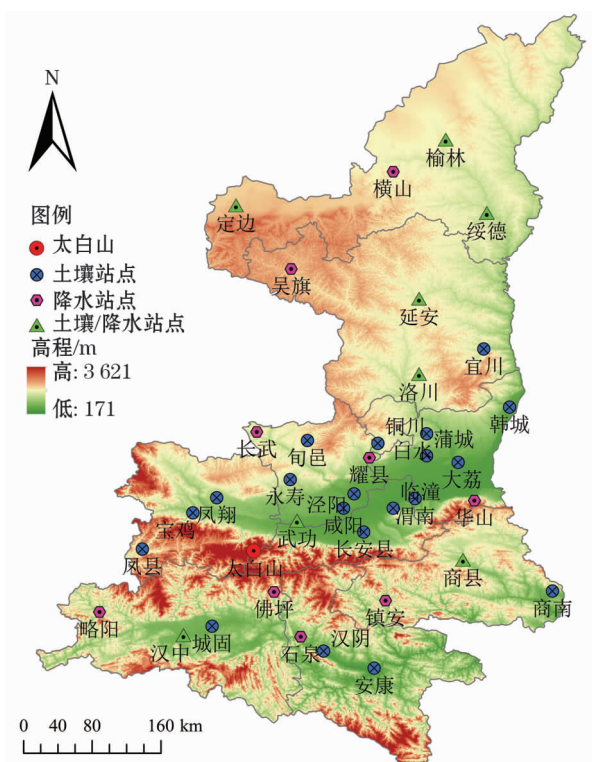 N
榆林
横山
定边
绥德
图例
太白山
土壤站点
降水站点
土壤/降水站点
高程/m
高: 3 621
低: 171
吴旗
延安
宜川
洛川
韩城
铜川
蒲城
长武
旬邑
白水
耀县
大荔
永寿
泾阳
临潼
凤翔
咸阳
渭南
华山
宝鸡
武功
长安县
凤县
太白山
商县
佛坪
镇安
商南
略阳
汉中
城固
石泉
汉阴
安康
0 40 80 160 km